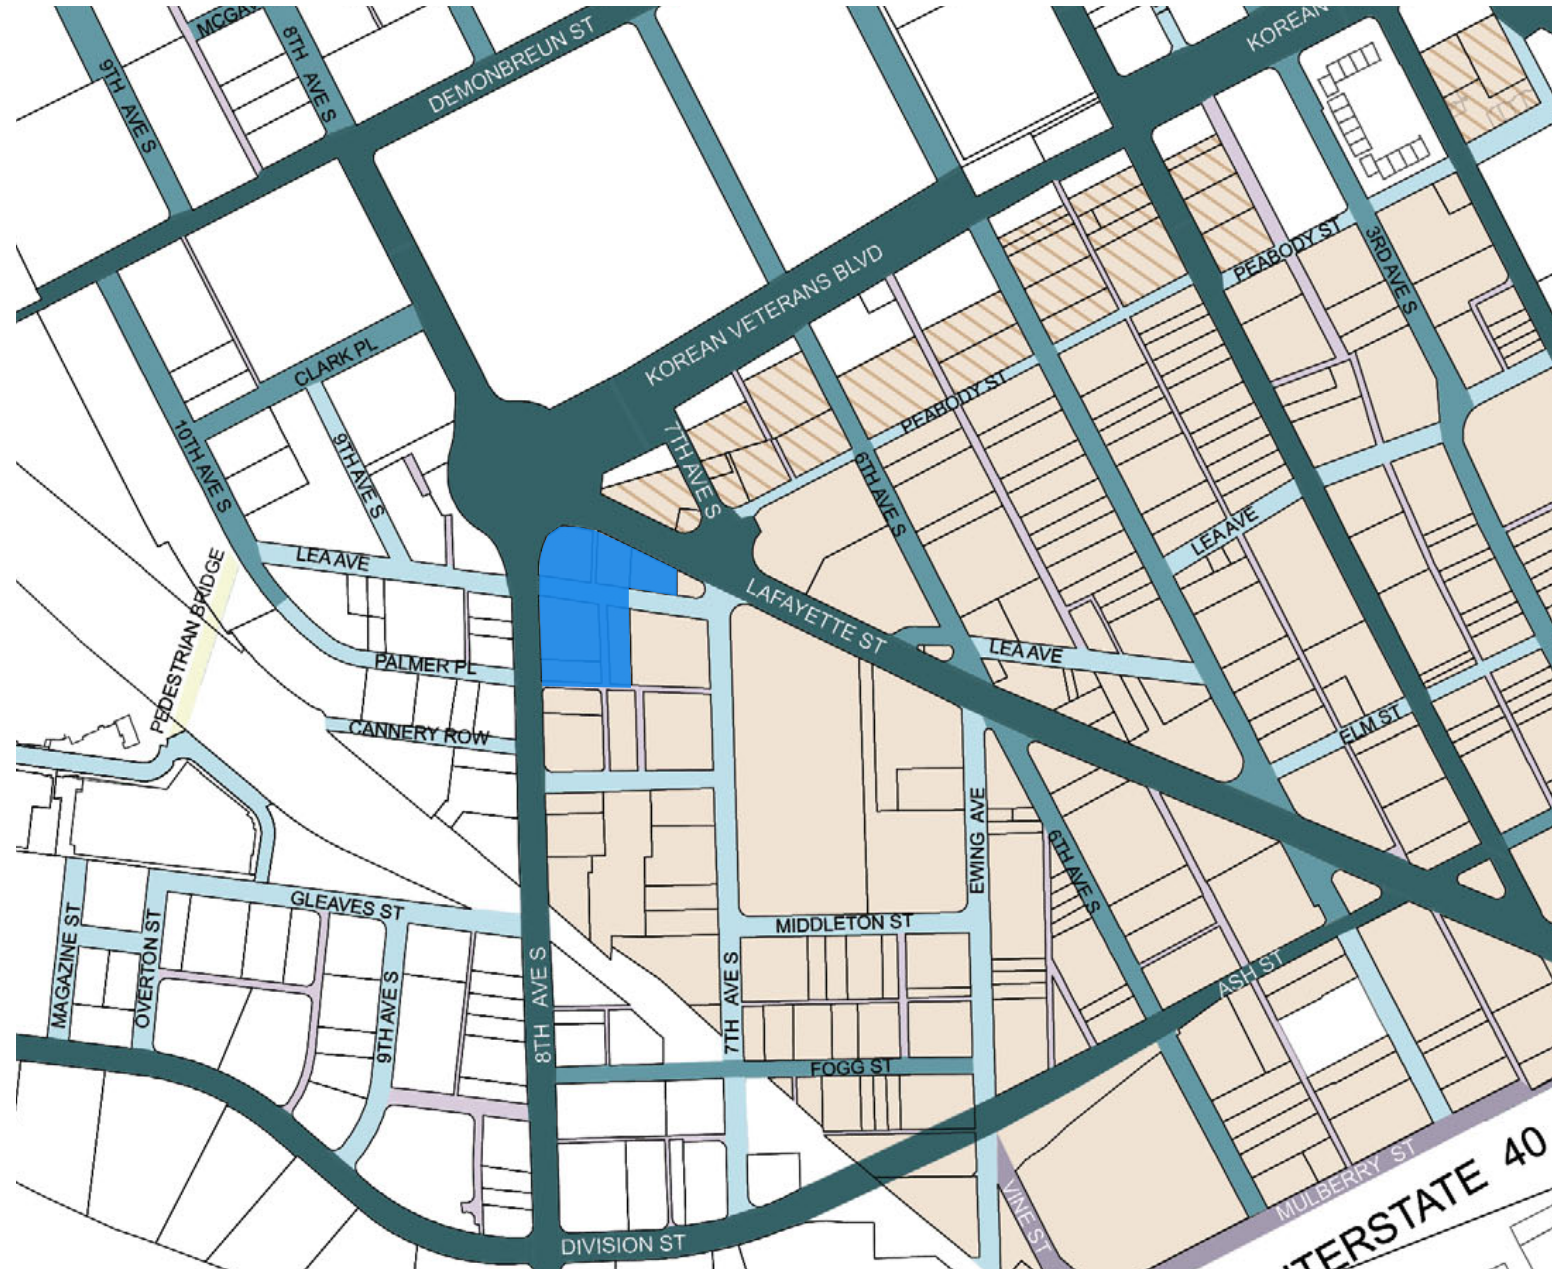 MCGA
8TH AVE S
9TH AVE S
DEMONBREUN ST
KOREAN
KOREAN VETERANS BLVD
PEABODY ST
3RD AVE S
CLARK PL
PEABODY ST
10TH AVE S
9TH AVE S
7TH AVE S
6TH AVE S
LEA AVE
LEA AVE
PEDESTRIAN BRIDGE
LAFAYETTE ST
LEA AVE
PALMER PL
CANNERY ROW
ELM ST
EWING AVE
6TH AVE S
GLEAVES ST
MIDDLETON ST
MAGAZINE ST
OVERTON ST
9TH AVE S
8TH AVE S
7TH AVE S
ASH ST
FOGG ST
MULBERRY ST
VINE ST
DIVISION ST
NTERSTATE 40